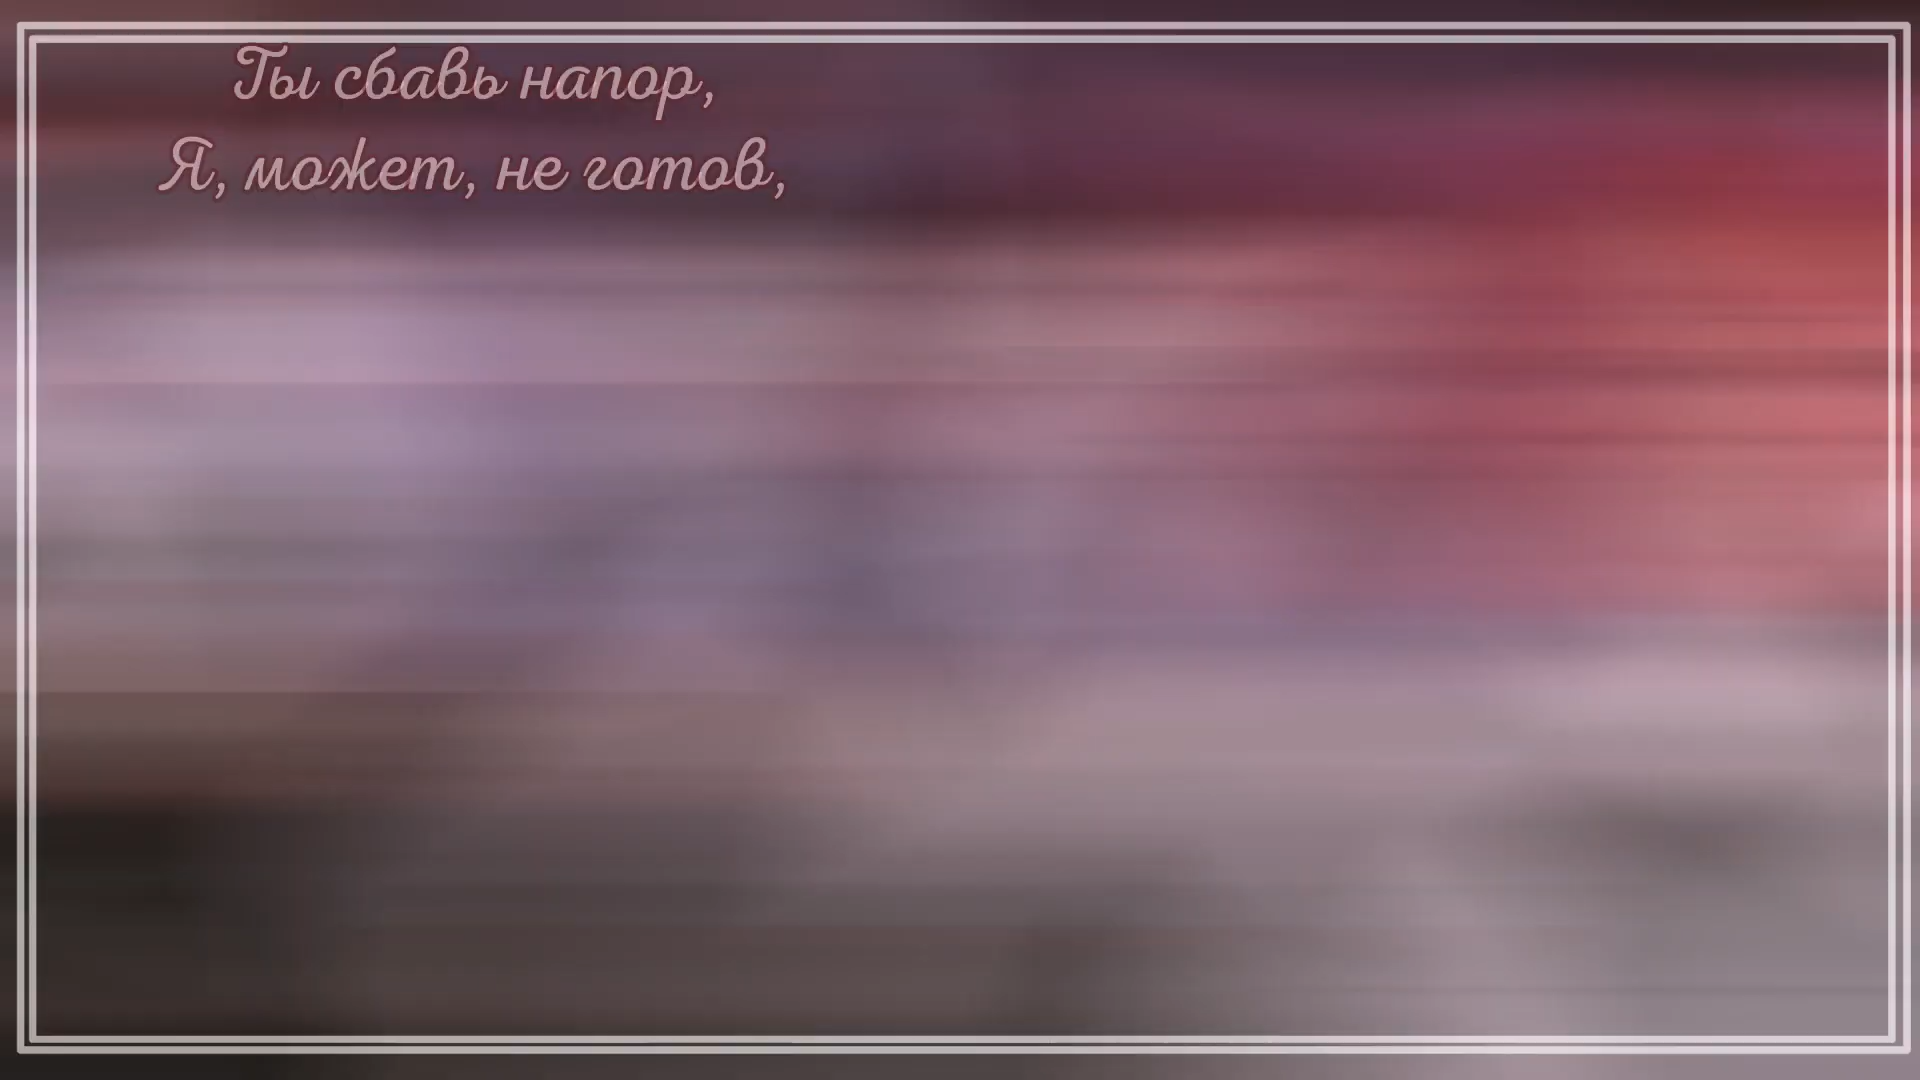 Ты сбавь напор,
Я, может, не готов,